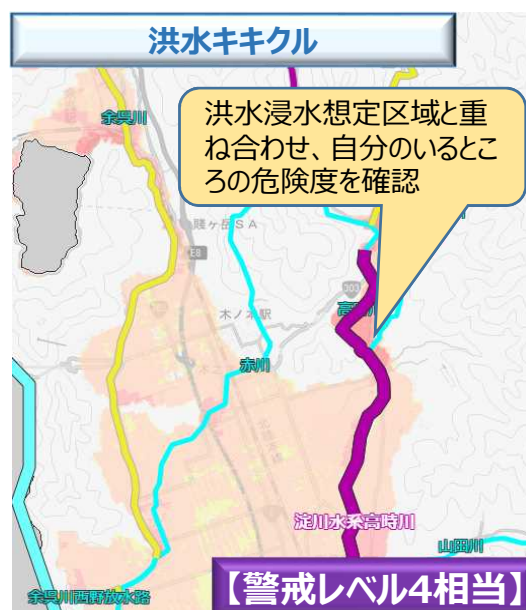 洪水キキクル
余呉川
洪水浸水想定区域と重
ね合わせ、自分のいるとこ
ろの危険度を確認
賤ヶ岳SA
E8
303
木ノ本駅
赤川
淀川水系高時川
山田川
余呉川西野放水路
【警戒レベル4相当】